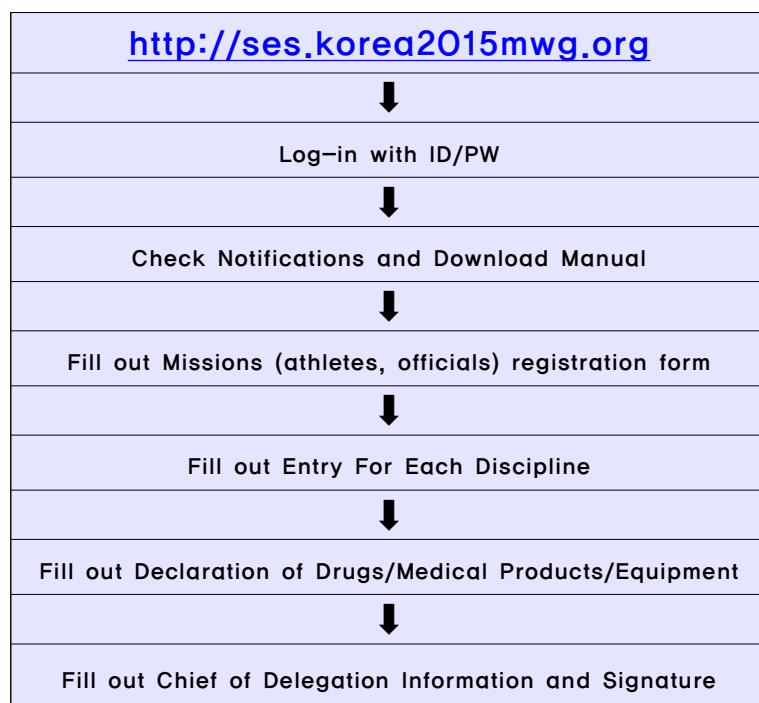 http://ses.korea2015mwg.org
Log-in with ID/PW
Check Notifications and Download Manual
Fill out Missions (athletes, officials) registration form
Fill out Entry For Each Discipline
Fill out Declaration of Drugs/Medical Products/Equipment
Fill out Chief of Delegation Information and Signature